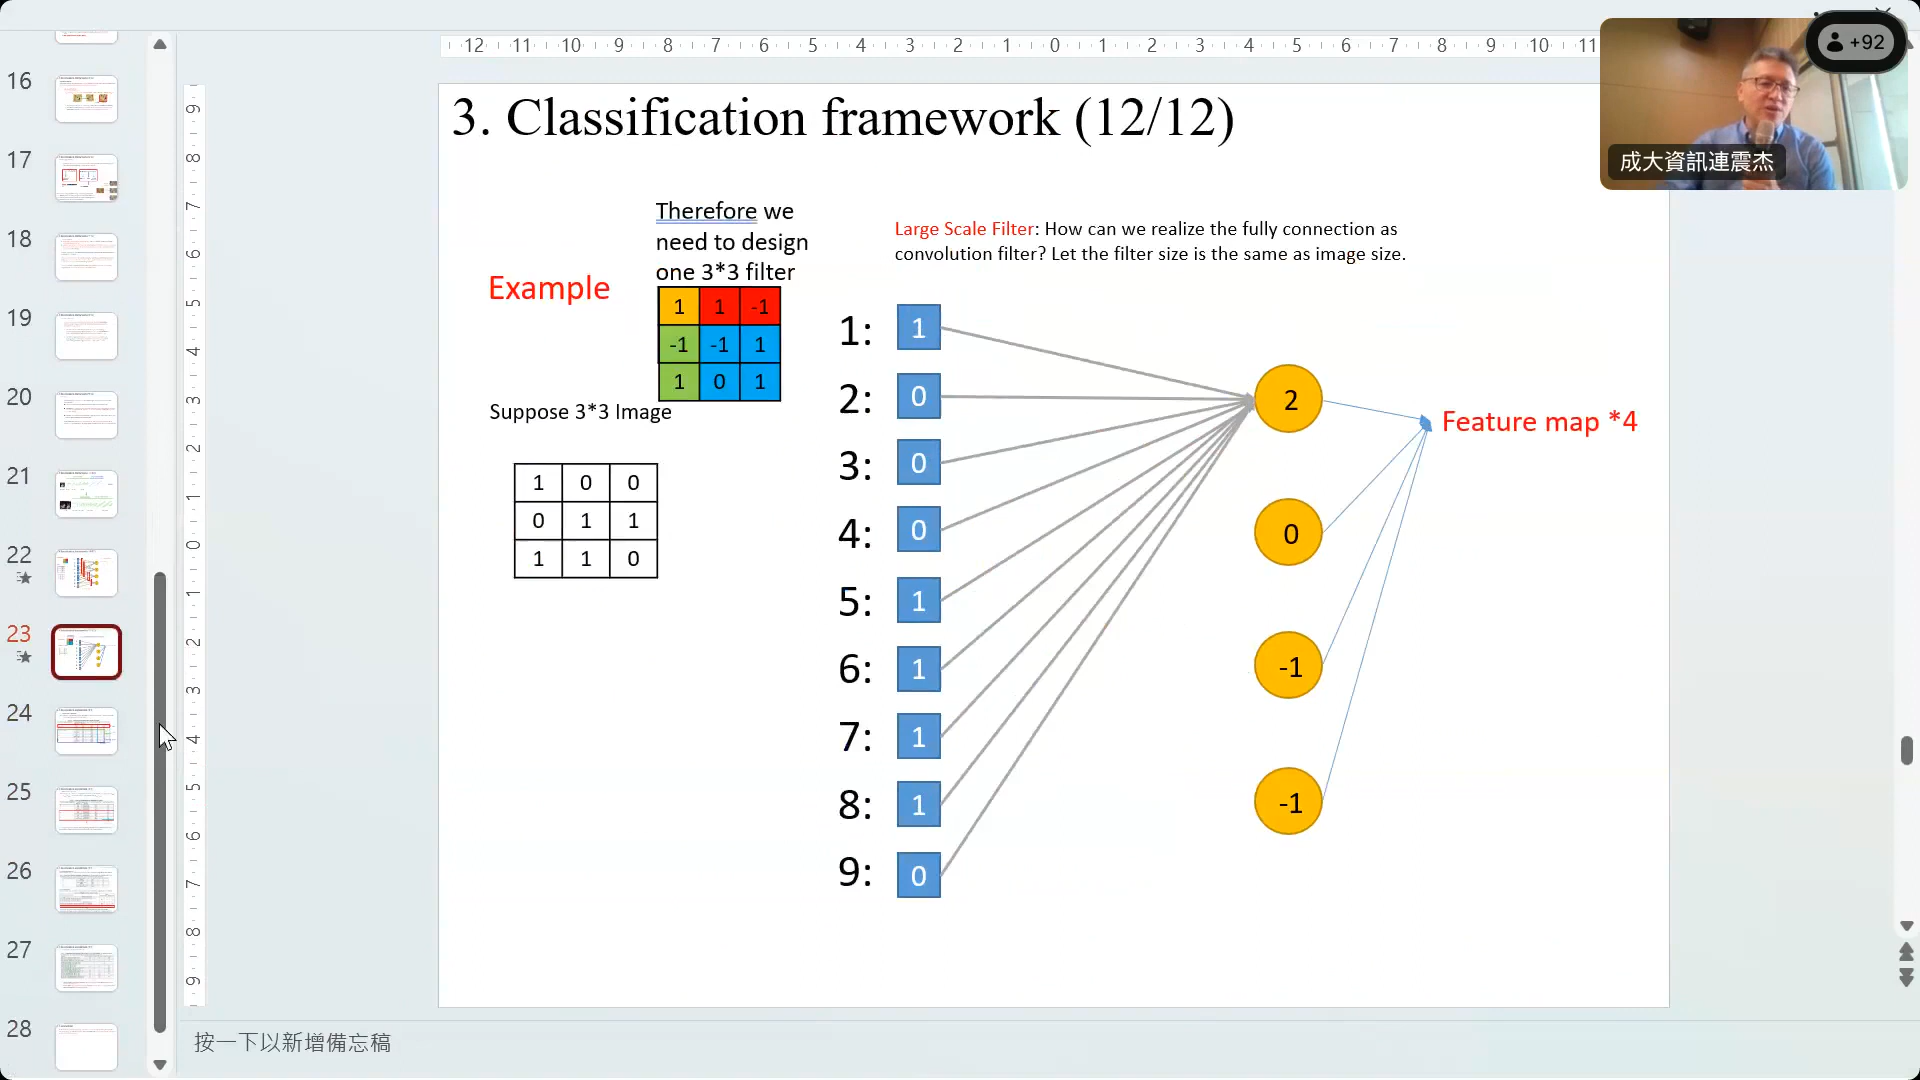 12 11 10 9 8 7 6 5 4 3 2 1 0 1 2 3 4 5 6 7 8 9 10 11
+92
成大資訊連震杰
16
17
18
19
20
21
22
23
24
25
26
27
28
9 8 7 6 5 4 3 2 1 0 1 2 3 4 5 6 7 8 9
3. Classification framework (12/12)
Therefore we
need to design
one 3*3 filter
Example
1 1 -1
-1 -1 1
1 0 1
Suppose 3*3 Image
1 0 0
0 1 1
1 1 0
Large Scale Filter: How can we realize the fully connection as
convolution filter? Let the filter size is the same as image size.
1: 1
2: 0
3: 0
4: 0
5: 1
6: 1
7: 1
8: 1
9: 0
2
0
-1
-1
Feature map *4
按一下以新增備忘稿